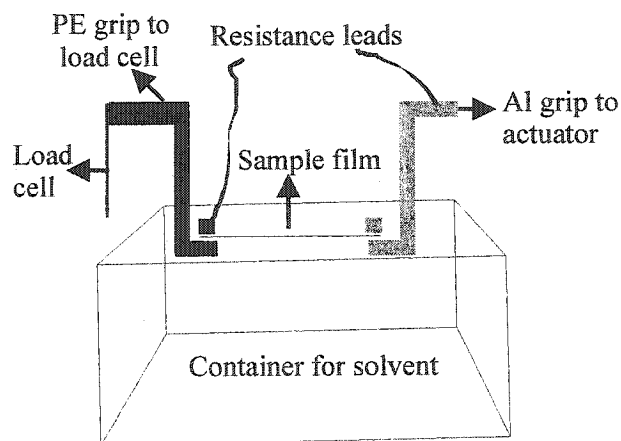 PE grip to
load cell
Resistance leads
Al grip to
actuator
Load
cell
Sample film
Container for solvent